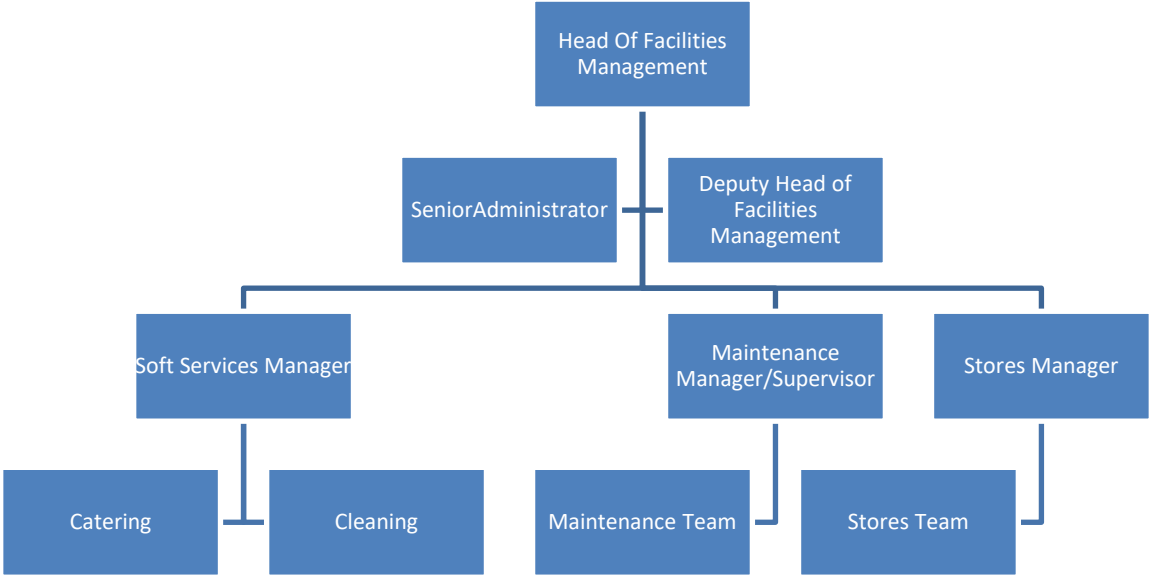 Head Of Facilities
Management
SeniorAdministrator
Deputy Head of
Facilities
Management
Soft Services Manager
Maintenance
Manager/Supervisor
Stores Manager
Catering
Cleaning
Maintenance Team
Stores Team